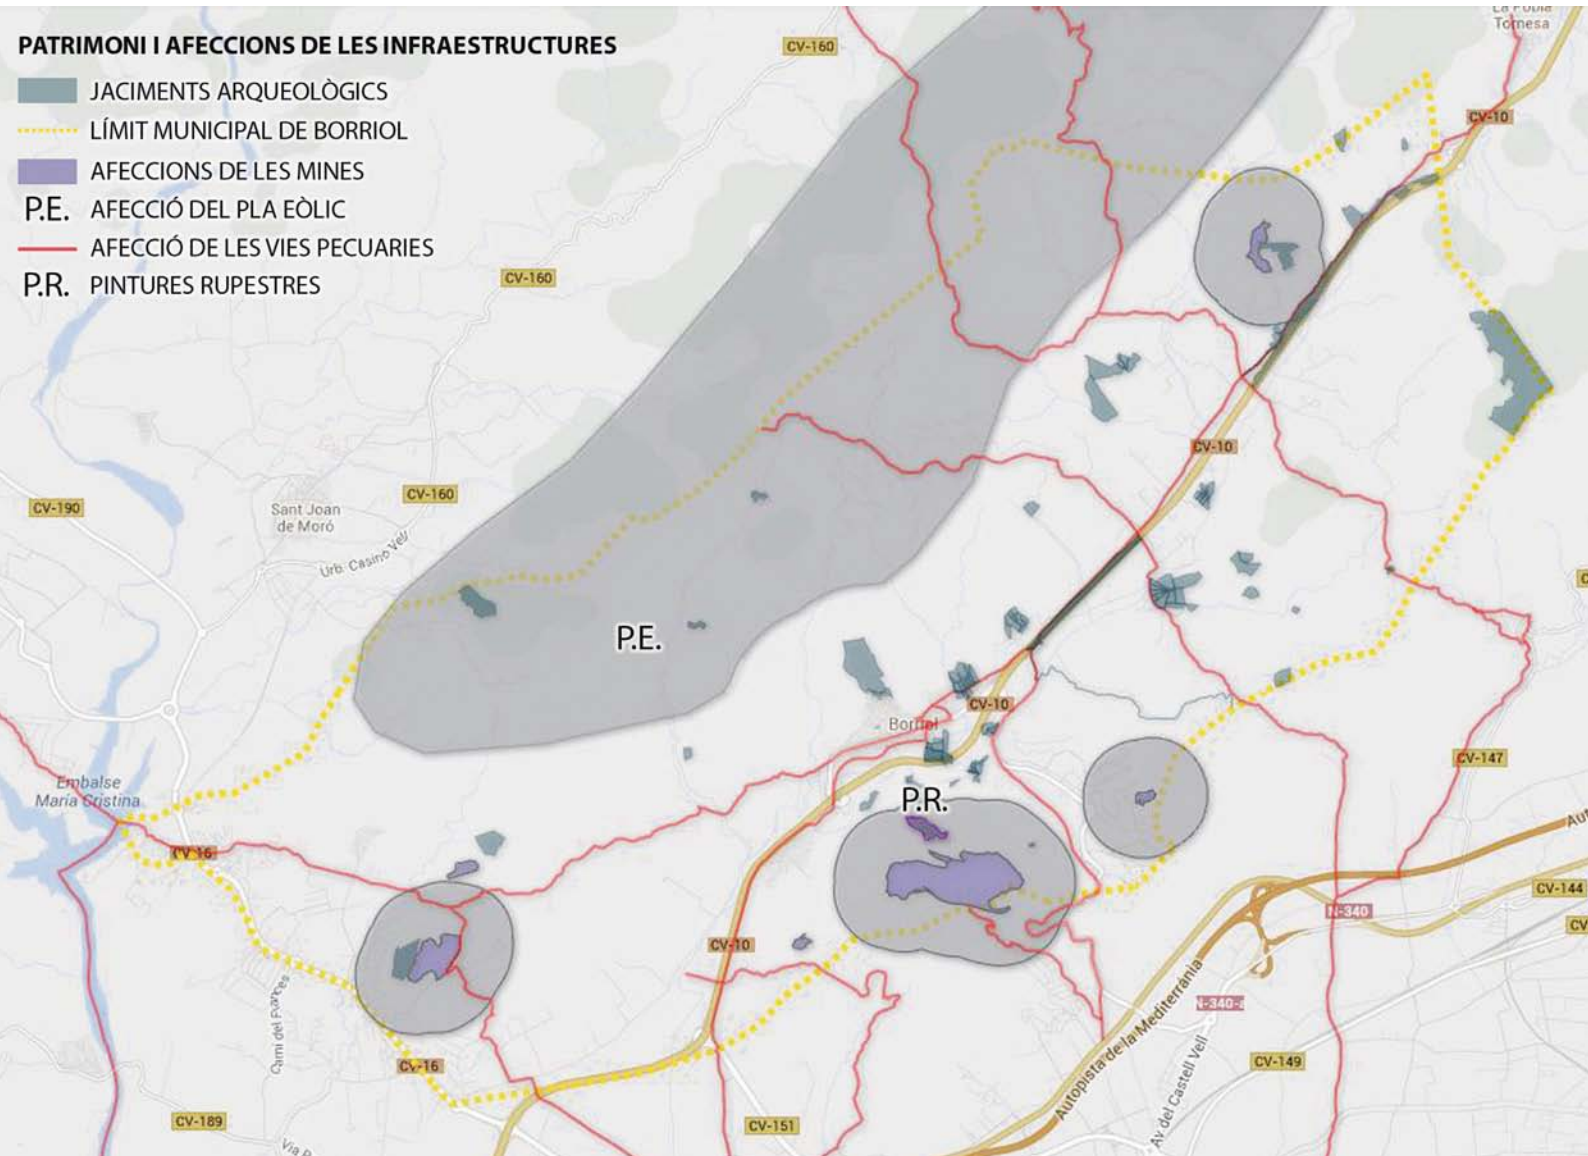 PATRIMONI I AFECCIONS DE LES INFRAESTRUCTURES
JACIMENTS ARQUEOLÒGICS
LÍMIT MUNICIPAL DE BORRIOL
AFECCIONS DE LES MINES
P.E. AFECCIÓ DEL PLA EÒLIC
AFECCIÓ DE LES VIES PECUARIES
P.R. PINTURES RUPESTRES
La Pobla
Tornesa
CV-160
CV-10
CV-160
CV-10
CV-160
CV-190
Sant Joan
de Moró
Urb. Casino Vell
P.E.
CV-10
Borriol
CV-147
Embalse
María Cristina
P.R.
CV-16
CV-144
N-340
CV-10
N-340-a
Autopista de la Mediterrània
Av del Castell Vell
CV-16
CV-149
CV-189
CV-151